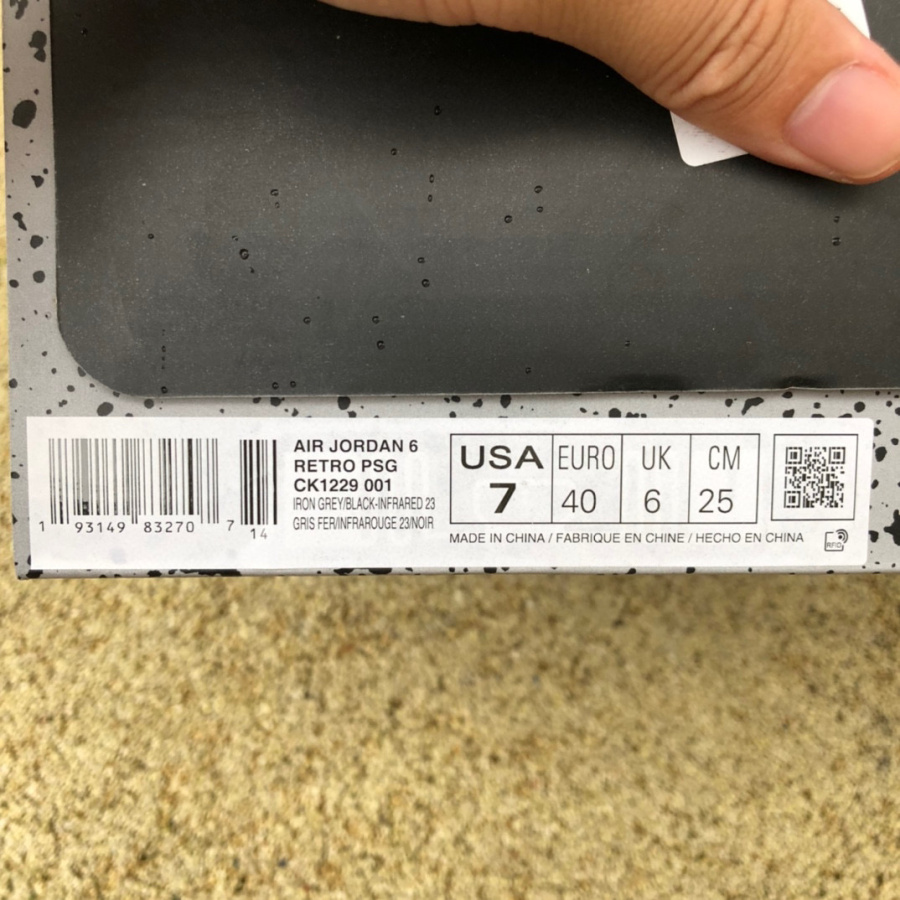 1 93149 83270 7
14
AIR JORDAN 6
RETRO PSG
CK1229 001
IRON GREY/BLACK-INFRARED 23
GRIS FER/INFRAROUGE 23/NOIR
USA EURO UK CM
7 40 6 25
MADE IN CHINA / FABRIQUE EN CHINE / HECHO EN CHINA
RFID